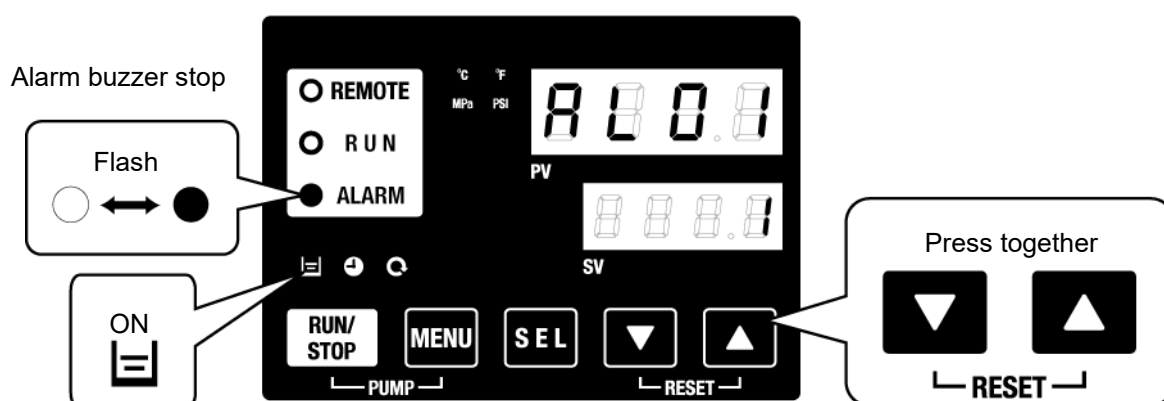 Alarm buzzer stop
Flash
ON
REMOTE
RUN
ALARM
°C °F
MPa PSI
AL01
PV
1
SV
RUN/
STOP
MENU
SEL
▼
▲
PUMP
RESET
Press together
▼ ▲
RESET